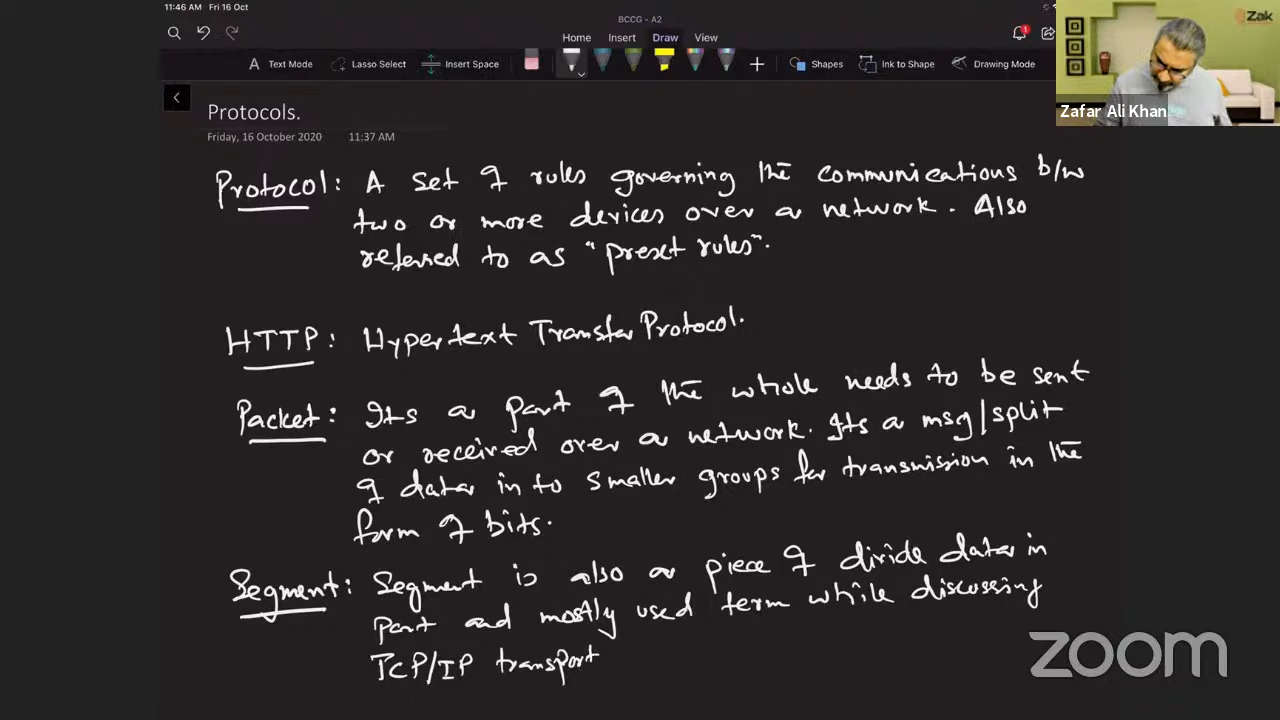 11:46 AM Fri 16 Oct
BCCG - A2
Home Insert Draw View
Text Mode Lasso Select Insert Space Shapes Ink to Shape Drawing Mode
1
Zak
Zafar Ali Khan
Protocols.
Friday, 16 October 2020 11:37 AM
Protocol: A set of rules governing the communications b/w
two or more devices over a network. Also
referred to as "preset rules".
HTTP: Hypertext Transfer Protocol.
Packet: Its a part of the whole needs to be sent
or received over a network. Its a msg/split
of data in to smaller groups for transmission in the
form of bits.
Segment: Segment is also a piece of divide data in
part and mostly used term while discussing
TCP/IP transport
zoom